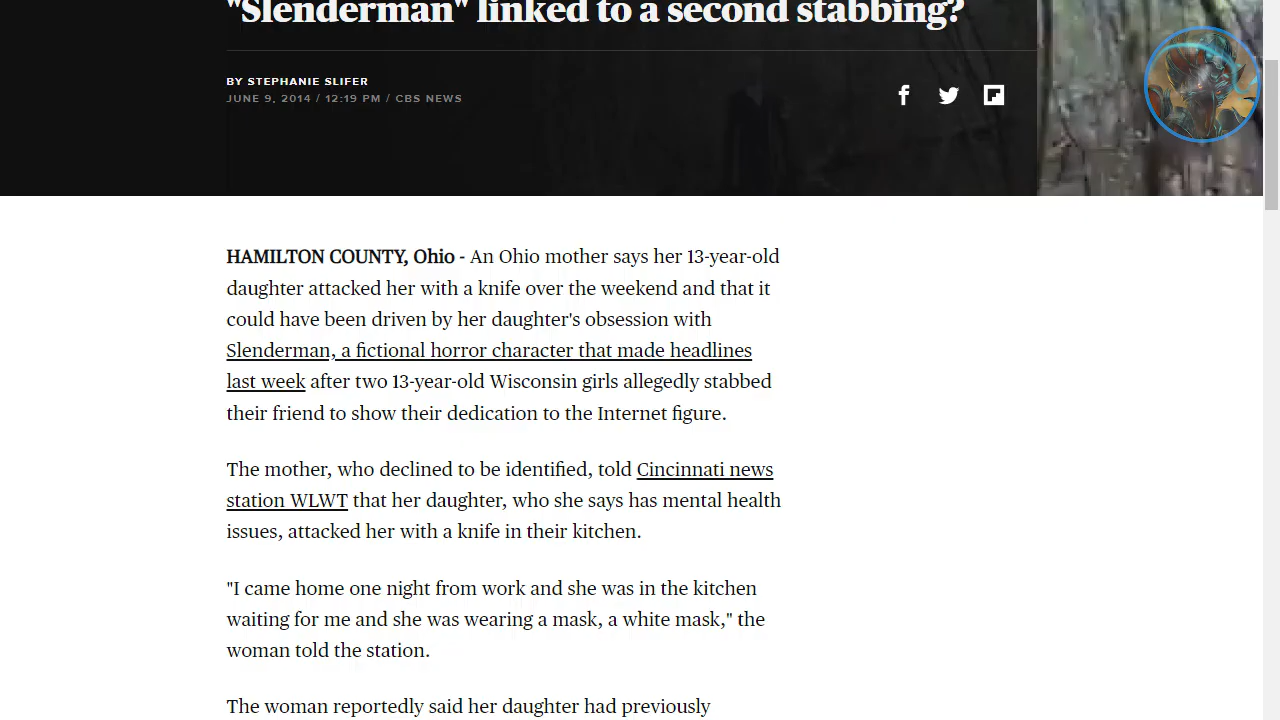 "Slenderman" linked to a second stabbing?
BY STEPHANIE SLIFER
JUNE 9, 2014 / 12:19 PM / CBS NEWS
HAMILTON COUNTY, Ohio - An Ohio mother says her 13-year-old
daughter attacked her with a knife over the weekend and that it
could have been driven by her daughter's obsession with
Slenderman, a fictional horror character that made headlines
last week after two 13-year-old Wisconsin girls allegedly stabbed
their friend to show their dedication to the Internet figure.
The mother, who declined to be identified, told Cincinnati news
station WLWT that her daughter, who she says has mental health
issues, attacked her with a knife in their kitchen.
"I came home one night from work and she was in the kitchen
waiting for me and she was wearing a mask, a white mask," the
woman told the station.
The woman reportedly said her daughter had previously